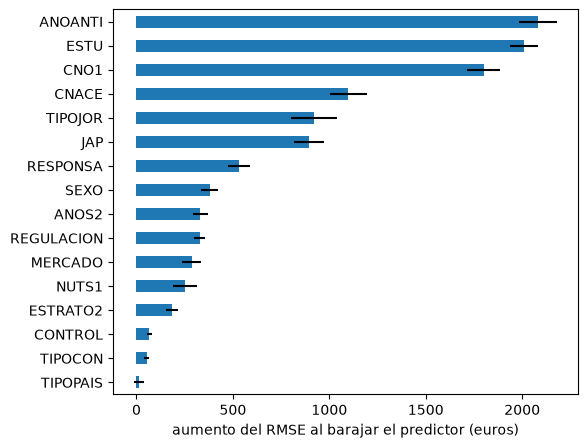 ANOANTI
ESTU
CNO1
CNACE
TIPOJOR
JAP
RESPONSA
SEXO
ANOS2
REGULACION
MERCADO
NUTS1
ESTRATO2
CONTROL
TIPOCON
TIPOPAIS
0 500 1000 1500 2000
aumento del RMSE al barajar el predictor (euros)